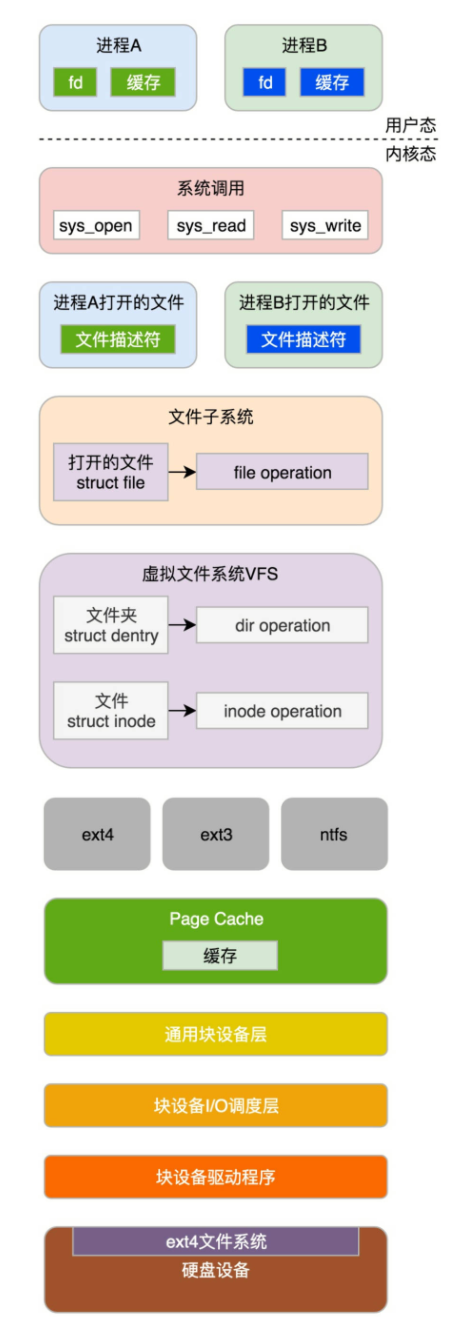 进程A
进程B
fd
缓存
fd
缓存
用户态
内核态
系统调用
sys_open
sys_read
sys_write
进程A打开的文件
进程B打开的文件
文件描述符
文件描述符
文件子系统
打开的文件
struct file
file operation
虚拟文件系统VFS
文件夹
struct dentry
dir operation
文件
struct inode
inode operation
ext4
ext3
ntfs
Page Cache
缓存
通用块设备层
块设备I/O调度层
块设备驱动程序
ext4文件系统
硬盘设备